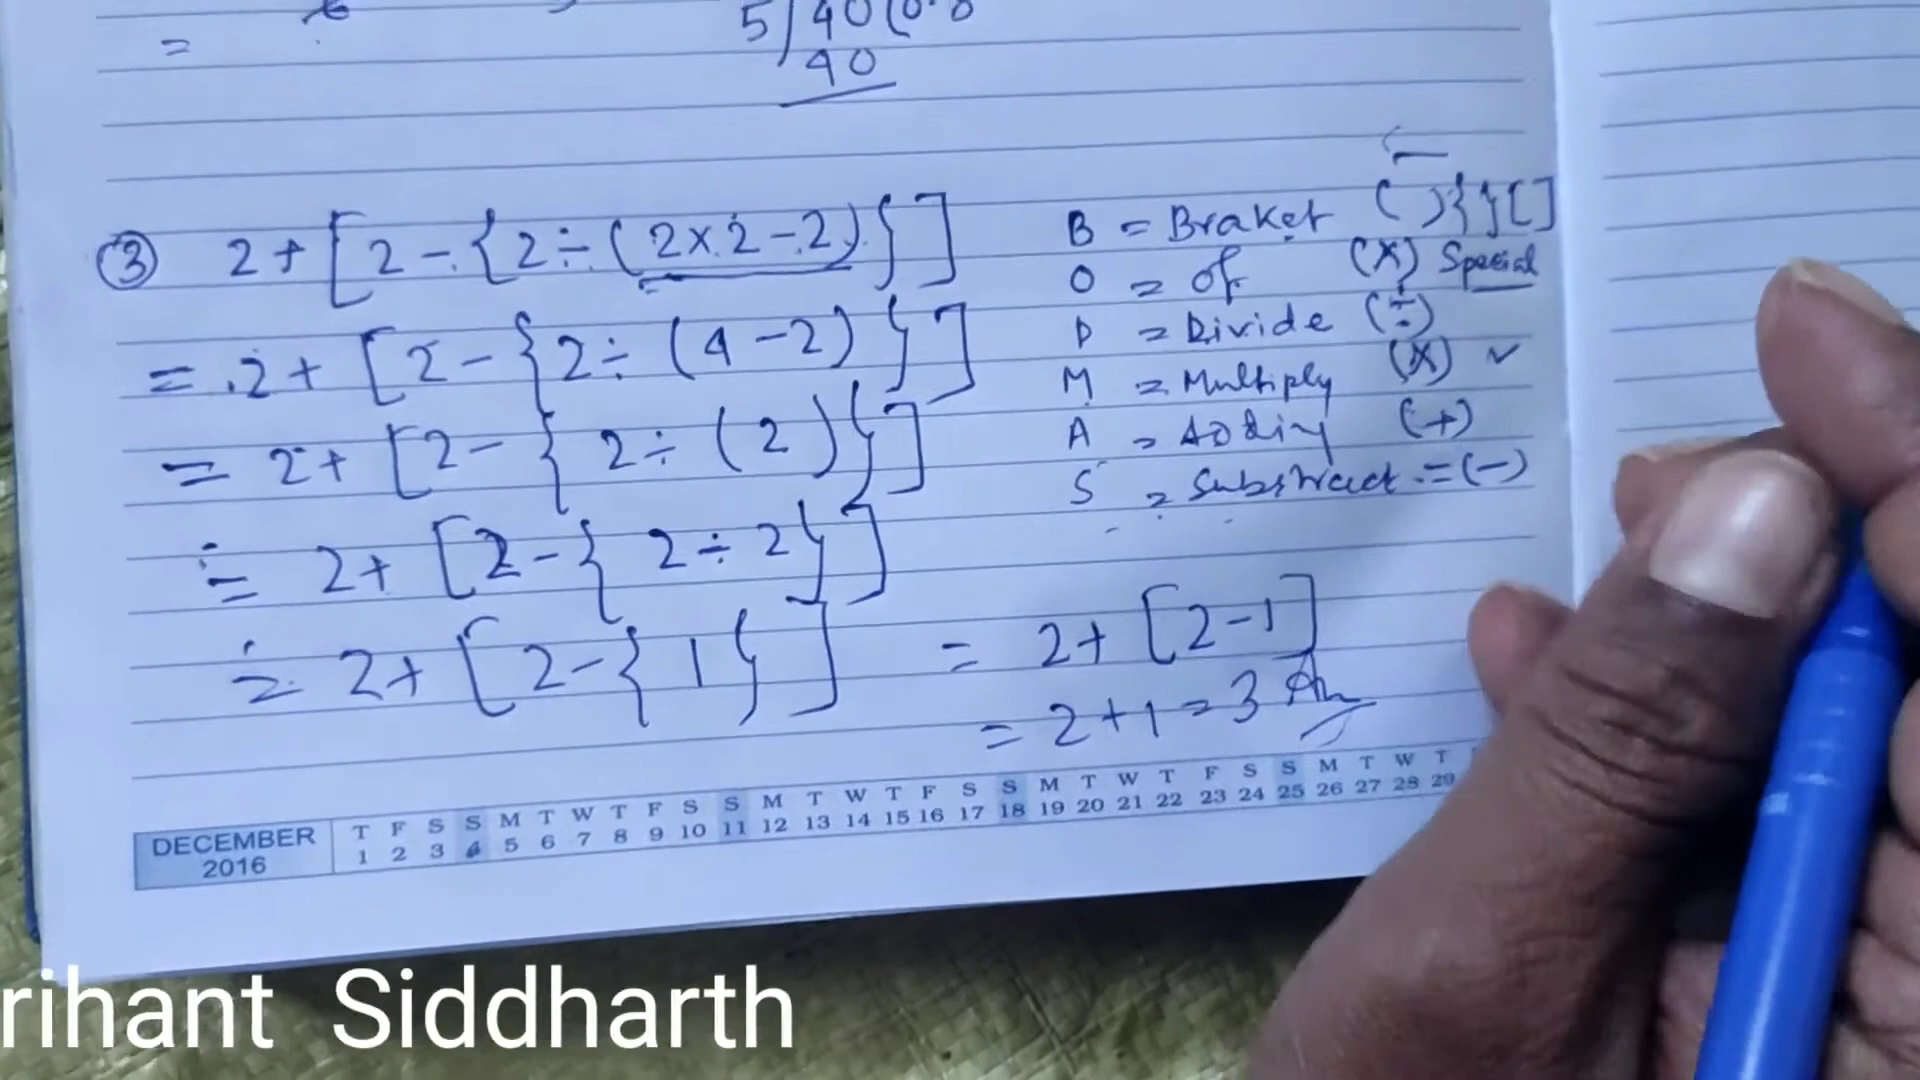 =
5 / 40 ( 0.8
40
③ 2 + [ 2 - { 2 ÷ ( 2 × 2 - 2 ) } ]
= 2 + [ 2 - { 2 ÷ ( 4 - 2 ) } ]
= 2 + [ 2 - { 2 ÷ ( 2 ) } ]
= 2 + [ 2 - { 2 ÷ 2 } ]
= 2 + [ 2 - { 1 } ]
B = Braket ( ) { } [ ]
O = of (×) Special
D = Divide (÷)
M = Multiply (×) ✓
A = Adding (+)
S = Substract = (-)
= 2 + [ 2 - 1 ]
= 2 + 1 = 3 An
DECEMBER 2016
T F S S M T W T F S S M T W T F S S M T W T F S S M T W T
1 2 3 4 5 6 7 8 9 10 11 12 13 14 15 16 17 18 19 20 21 22 23 24 25 26 27 28 29
rihant Siddharth